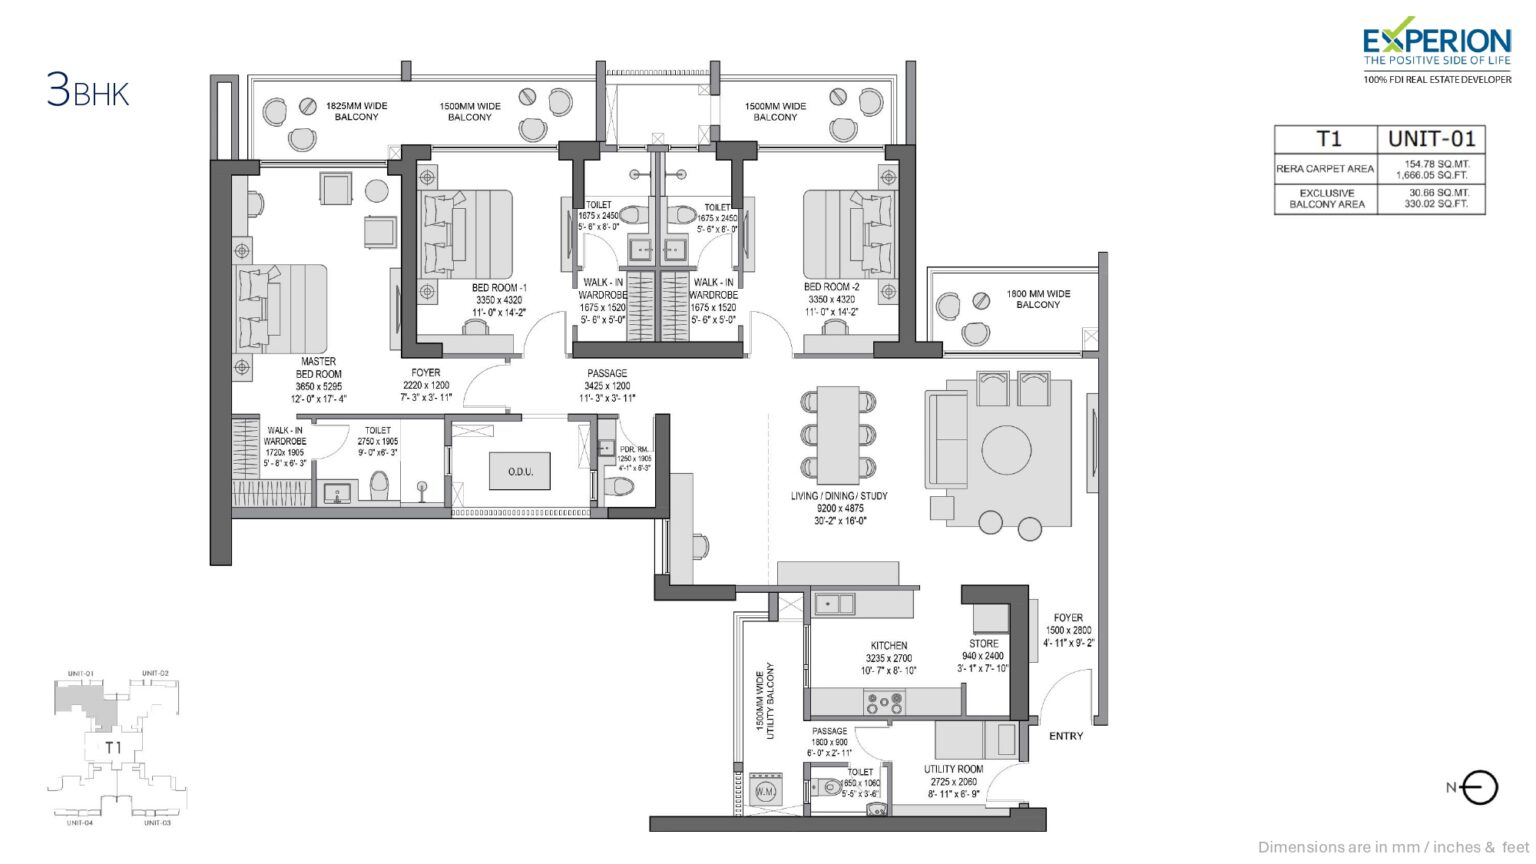 3BHK
EXPERION
THE POSITIVE SIDE OF LIFE
100% FDI REAL ESTATE DEVELOPER
T1 UNIT-01
RERA CARPET AREA 154.78 SQ.MT.
1,666.05 SQ.FT.
EXCLUSIVE
BALCONY AREA 30.66 SQ.MT.
330.02 SQ.FT.
1825MM WIDE
BALCONY
1500MM WIDE
BALCONY
1500MM WIDE
BALCONY
TOILET
1675 x 2450
5'- 6" x 8'- 0"
TOILET
1675 x 2450
5'- 6" x 8'- 0"
BED ROOM -1
3350 x 4320
11'- 0" x 14'-2"
WALK - IN
WARDROBE
1675 x 1520
5'- 6" x 5'-0"
WALK - IN
WARDROBE
1675 x 1520
5'- 6" x 5'-0"
BED ROOM -2
3350 x 4320
11'- 0" x 14'-2"
1800 MM WIDE
BALCONY
MASTER
BED ROOM
3650 x 5295
12'- 0" x 17'- 4"
FOYER
2220 x 1200
7'- 3" x 3'- 11"
PASSAGE
3425 x 1200
11'- 3" x 3'- 11"
WALK - IN
WARDROBE
1720x 1905
5'- 8" x 6'- 3"
TOILET
2750 x 1905
9'- 0" x6'- 3"
O.D.U.
PDR. RM.
1250 x 1905
4'-1" x 6'-3"
LIVING / DINING / STUDY
9200 x 4875
30'-2" x 16'-0"
KITCHEN
3235 x 2700
10'- 7" x 8'- 10"
STORE
940 x 2400
3'- 1" x 7'- 10"
FOYER
1500 x 2800
4'- 11" x 9'- 2"
1500MM WIDE
UTILITY BALCONY
PASSAGE
1800 x 900
6'- 0" x 2'- 11"
ENTRY
TOILET
1650 x 1060
5'-5" x 3'-6"
UTILITY ROOM
2725 x 2060
8'- 11" x 6'- 9"
W.M.
UNIT-01
UNIT-02
T1
UNIT-04
UNIT-03
N
Dimensions are in mm / inches & feet